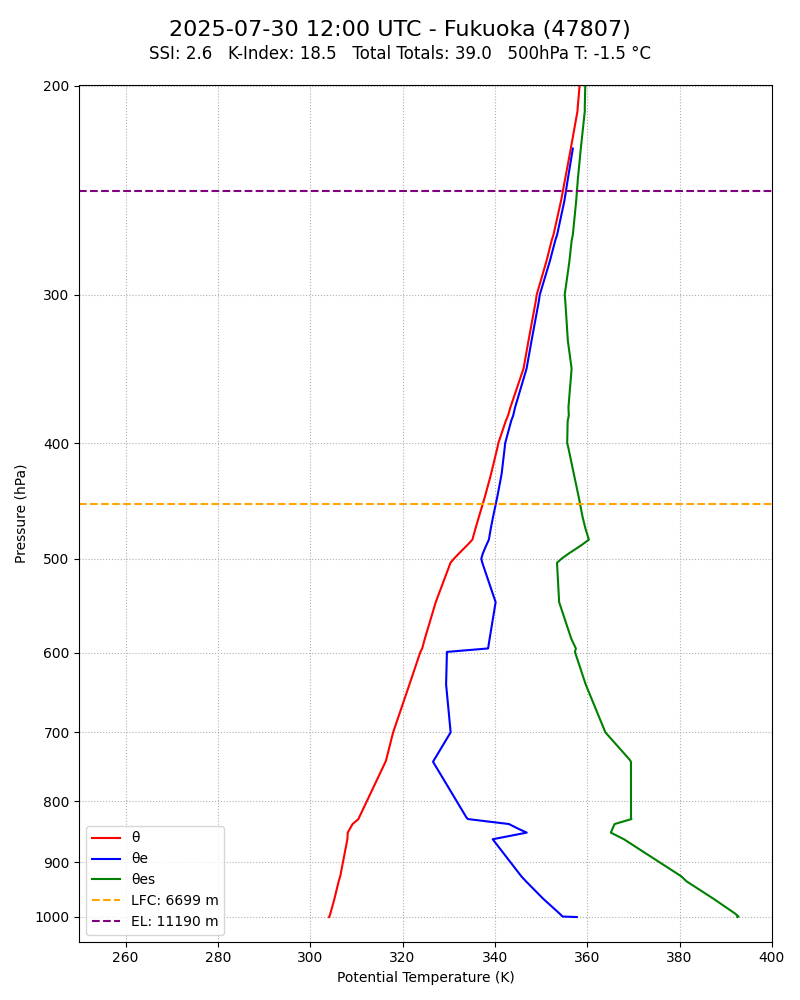 2025-07-30 12:00 UTC - Fukuoka (47807)
SSI: 2.6   K-Index: 18.5   Total Totals: 39.0   500hPa T: -1.5 °C
200
300
400
500
600
700
800
900
1000
Pressure (hPa)
θ
θe
θes
LFC: 6699 m
EL: 11190 m
260 280 300 320 340 360 380 400
Potential Temperature (K)